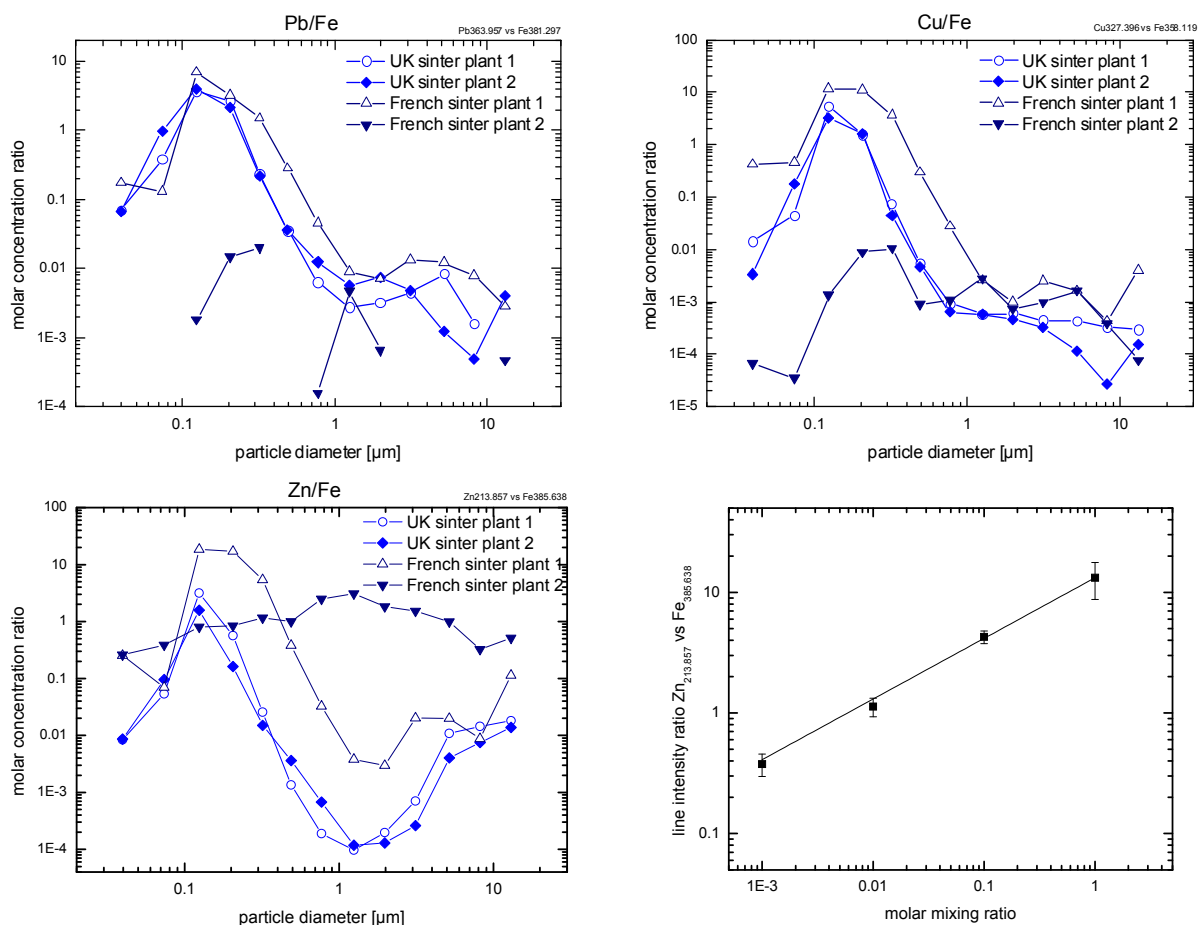 Pb/Fe
Pb363.957 vs Fe381.297
UK sinter plant 1
UK sinter plant 2
French sinter plant 1
French sinter plant 2
10
1
0.1
0.01
1E-3
1E-4
molar concentration ratio
0.1
1
10
particle diameter [µm]
Cu/Fe
Cu327.396 vs Fe358.119
UK sinter plant 1
UK sinter plant 2
French sinter plant 1
French sinter plant 2
100
10
1
0.1
0.01
1E-3
1E-4
1E-5
molar concentration ratio
0.1
1
10
particle diameter [µm]
Zn/Fe
Zn213.857 vs Fe385.638
UK sinter plant 1
UK sinter plant 2
French sinter plant 1
French sinter plant 2
100
10
1
0.1
0.01
1E-3
1E-4
molar concentration ratio
0.1
1
10
particle diameter [µm]
10
1
0.1
line intensity ratio Zn213.857 vs Fe385.638
1E-3
0.01
0.1
1
molar mixing ratio